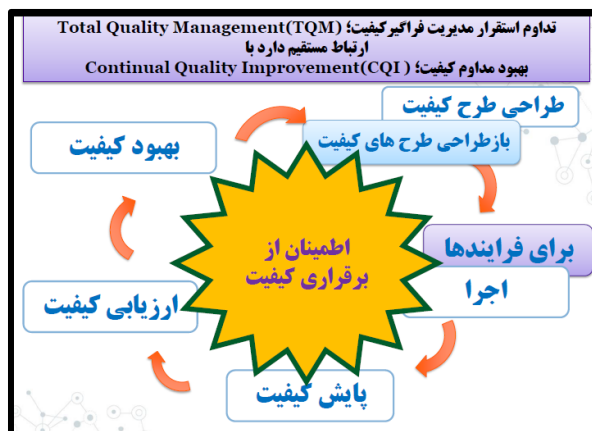 تداوم استقرار مدیریت فراگیرکیفیت؛ Total Quality Management(TQM)
ارتباط مستقیم دارد با
بهبود مداوم کیفیت؛ Continual Quality Improvement(CQI )
طراحی طرح کیفیت
بازطراحی طرح های کیفیت
برای فرایندها
اجرا
پایش کیفیت
ارزیابی کیفیت
بهبود کیفیت
اطمینان از
برقراری کیفیت